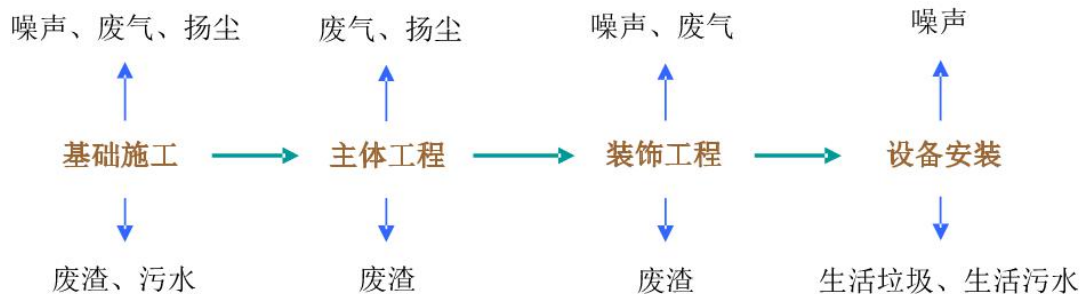 噪声、废气、扬尘 废气、扬尘 噪声、废气 噪声
基础施工 主体工程 装饰工程 设备安装
废渣、污水 废渣 废渣 生活垃圾、生活污水